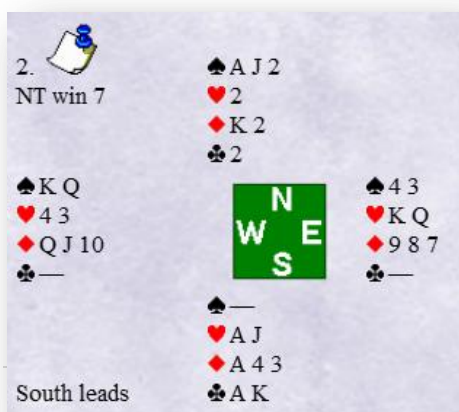 2.
NT win 7
♠ A J 2
♥ 2
♦ K 2
♣ 2
♠ K Q
♥ 4 3
♦ Q J 10
♣ —
N
W E
S
♠ 4 3
♥ K Q
♦ 9 8 7
♣ —
♠ —
♥ A J
♦ A 4 3
♣ A K
South leads